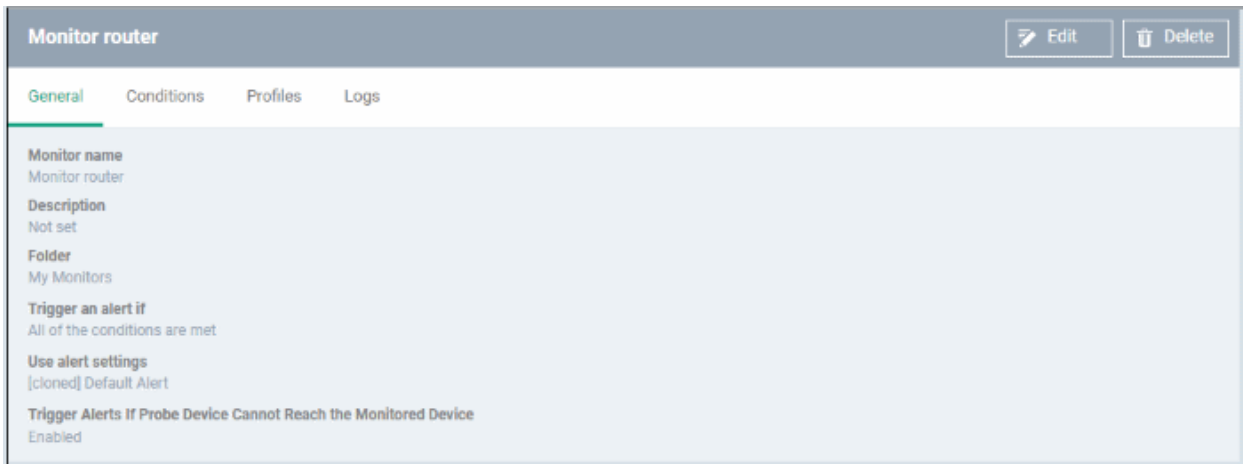 Monitor router
Edit
Delete
General Conditions Profiles Logs
Monitor name
Monitor router
Description
Not set
Folder
My Monitors
Trigger an alert if
All of the conditions are met
Use alert settings
[cloned] Default Alert
Trigger Alerts If Probe Device Cannot Reach the Monitored Device
Enabled